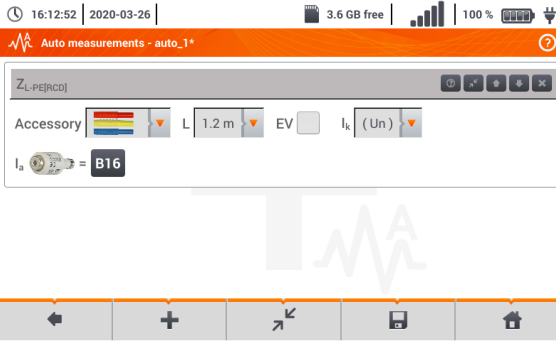 16:12:52 2020-03-26 3.6 GB free 100 %
Auto measurements - auto_1*
Z L-PE[RCD]
Accessory L 1.2 m EV Ik ( Un )
Ia = B16